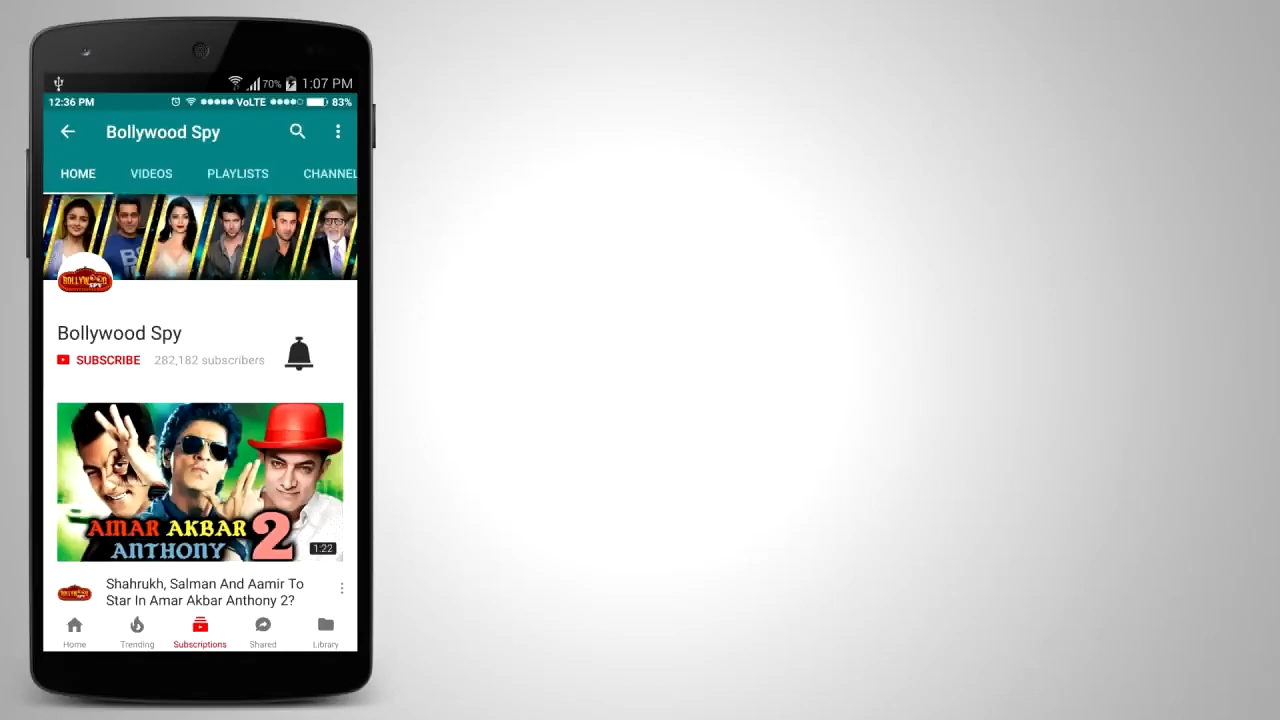 70% 1:07 PM
12:36 PM VoLTE 83%
Bollywood Spy
HOME VIDEOS PLAYLISTS CHANNEL
BOLLYWOOD
SPY
Bollywood Spy
SUBSCRIBE 282,182 subscribers
AMAR AKBAR
ANTHONY 2
1:22
Shahrukh, Salman And Aamir To
Star In Amar Akbar Anthony 2?
Home Trending Subscriptions Shared Library